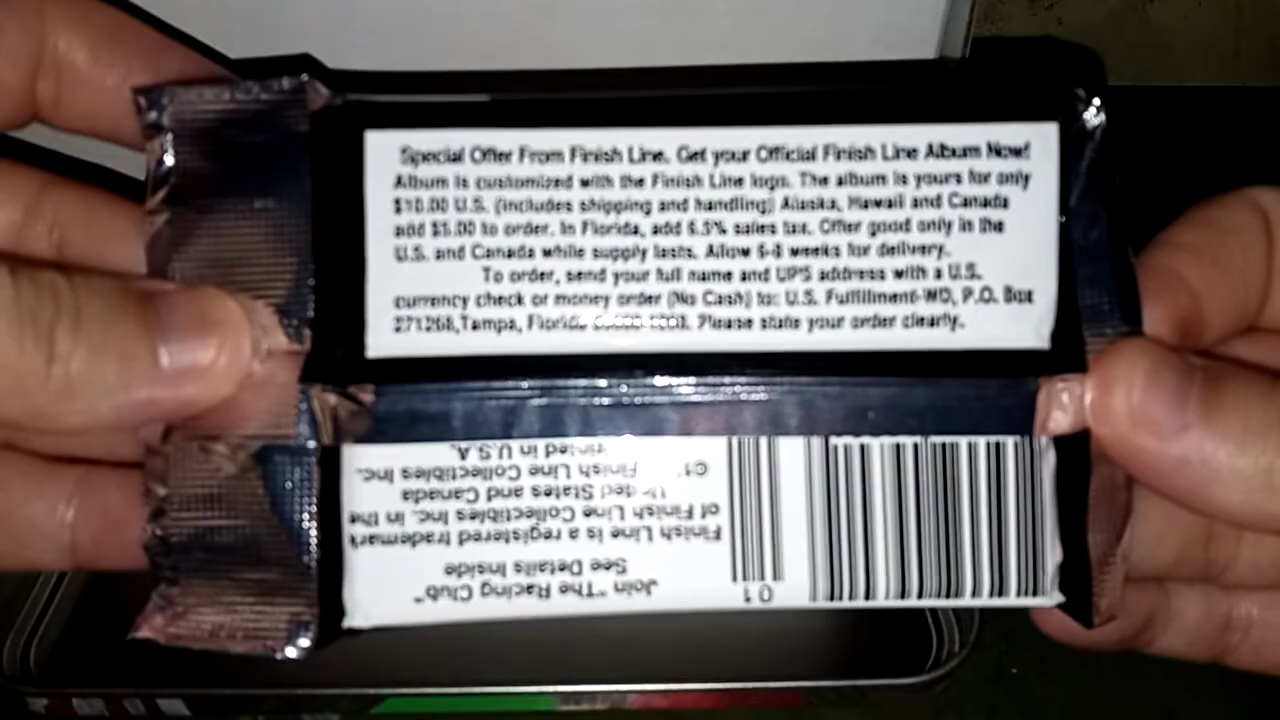 Special Offer From Finish Line. Get your Official Finish Line Album Now!
Album is customized with the Finish Line logo. The album is yours for only
$10.00 U.S. (includes shipping and handling) Alaska, Hawaii and Canada
add $5.00 to order. In Florida, add 6.5% sales tax. Offer good only in the
U.S. and Canada while supply lasts. Allow 6-8 weeks for delivery.
To order, send your full name and UPS address with a U.S.
currency check or money order (No Cash) to: U.S. Fulfillment-WD, P.O. Box
271268, Tampa, Florida Please state your order clearly.
Join "The Racing Club"
See Details Inside
Finish Line is a registered trademark
of Finish Line Collectibles Inc. in the
United States and Canada
Finish Line Collectibles Inc.
Printed in U.S.A.
01